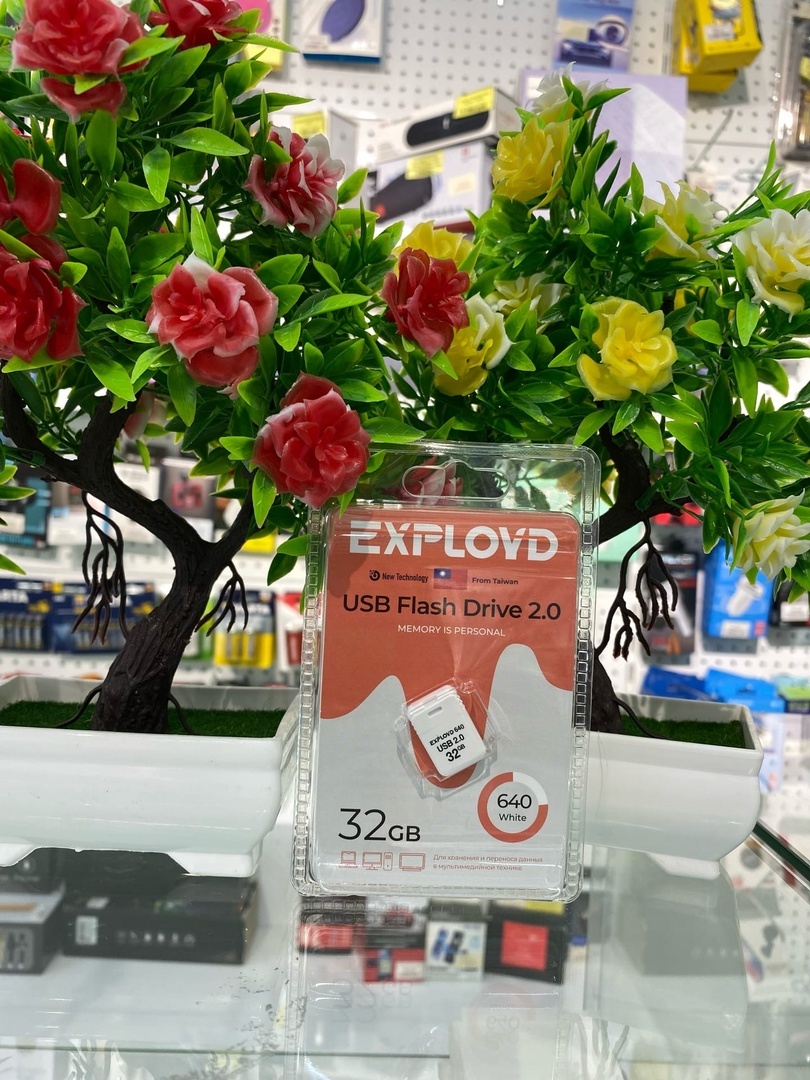 EXPLOYD
New Technology
From Taiwan
USB Flash Drive 2.0
MEMORY IS PERSONAL
EXPLOYD 640
USB 2.0
32GB
640
White
32GB
Для хранения и переноса данных
в мультимедийной технике